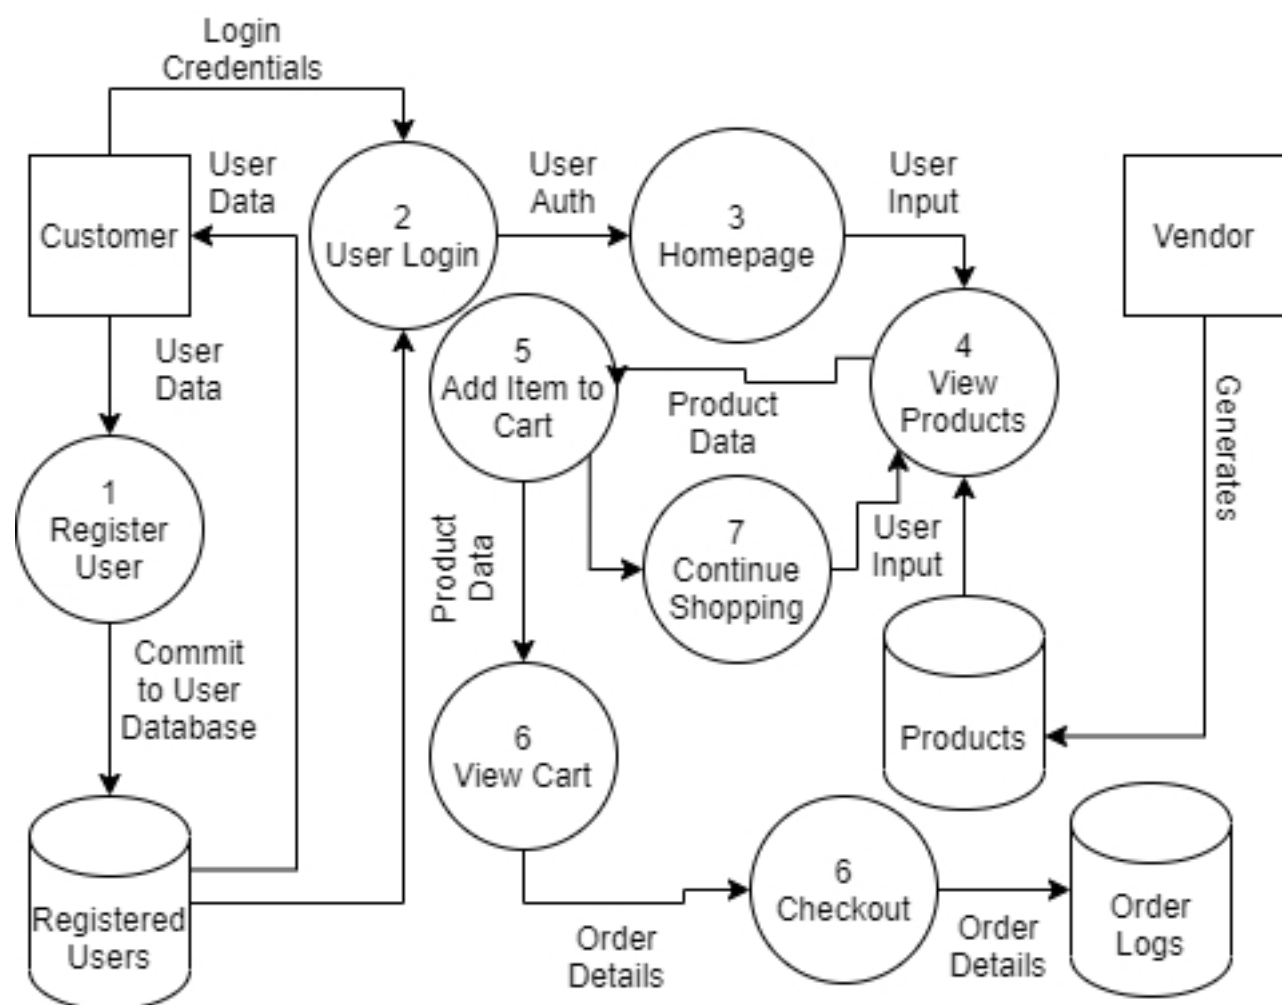 Login
Credentials
User
Data
Customer
2
User Login
User
Auth
3
Homepage
User
Input
Vendor
User
Data
5
Add Item to
Cart
Product
Data
4
View
Products
Generates
1
Register
User
Product
Data
7
Continue
Shopping
User
Input
Commit
to User
Database
6
View Cart
Products
Registered
Users
Order
Details
6
Checkout
Order
Details
Order
Logs